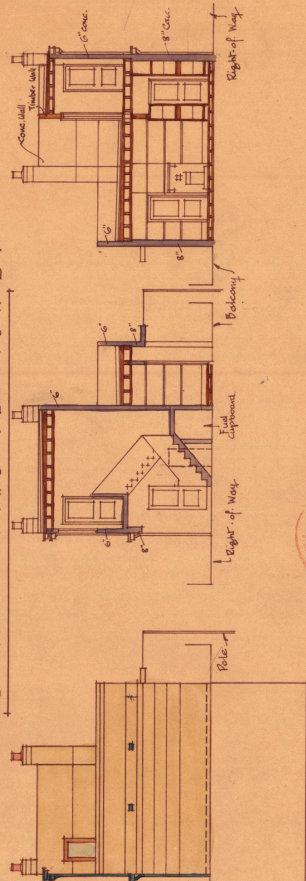 Conc. Wall
Timber Wall
6" Conc.
8" Conc.
6"
8"
Right-of Way
6"
6"
8"
6"
8"
Balcony
Fuel
Cupboard
Right-of Way
Pole